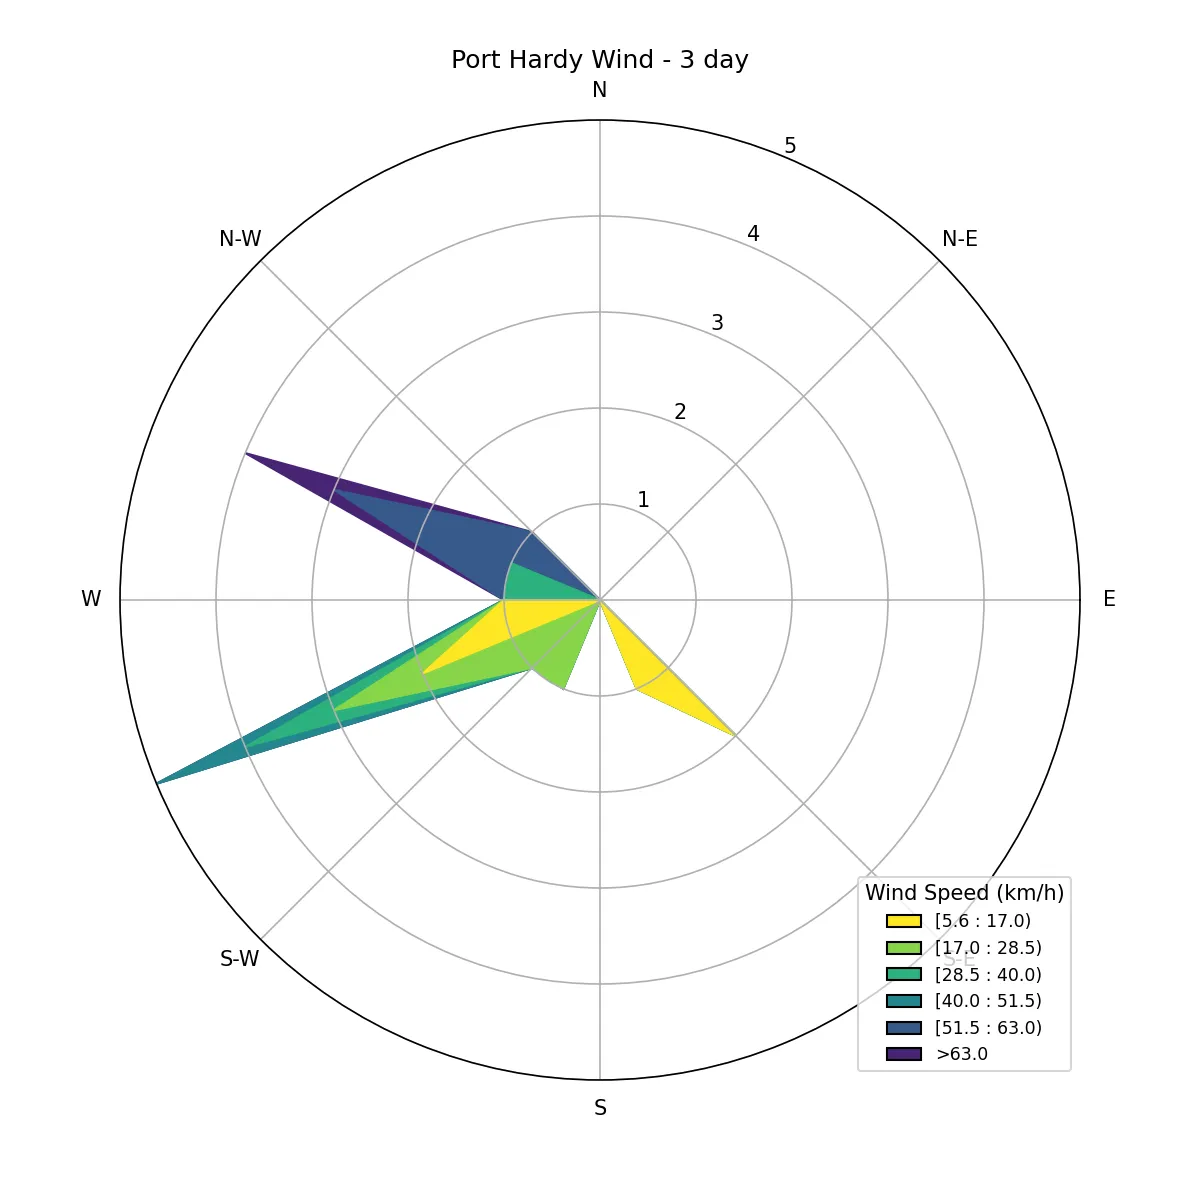 Port Hardy Wind - 3 day
N
5
N-W
4
N-E
3
2
1
W
E
Wind Speed (km/h)
[5.6 : 17.0)
[17.0 : 28.5)
S-W
S-E
[28.5 : 40.0)
[40.0 : 51.5)
[51.5 : 63.0)
>63.0
S